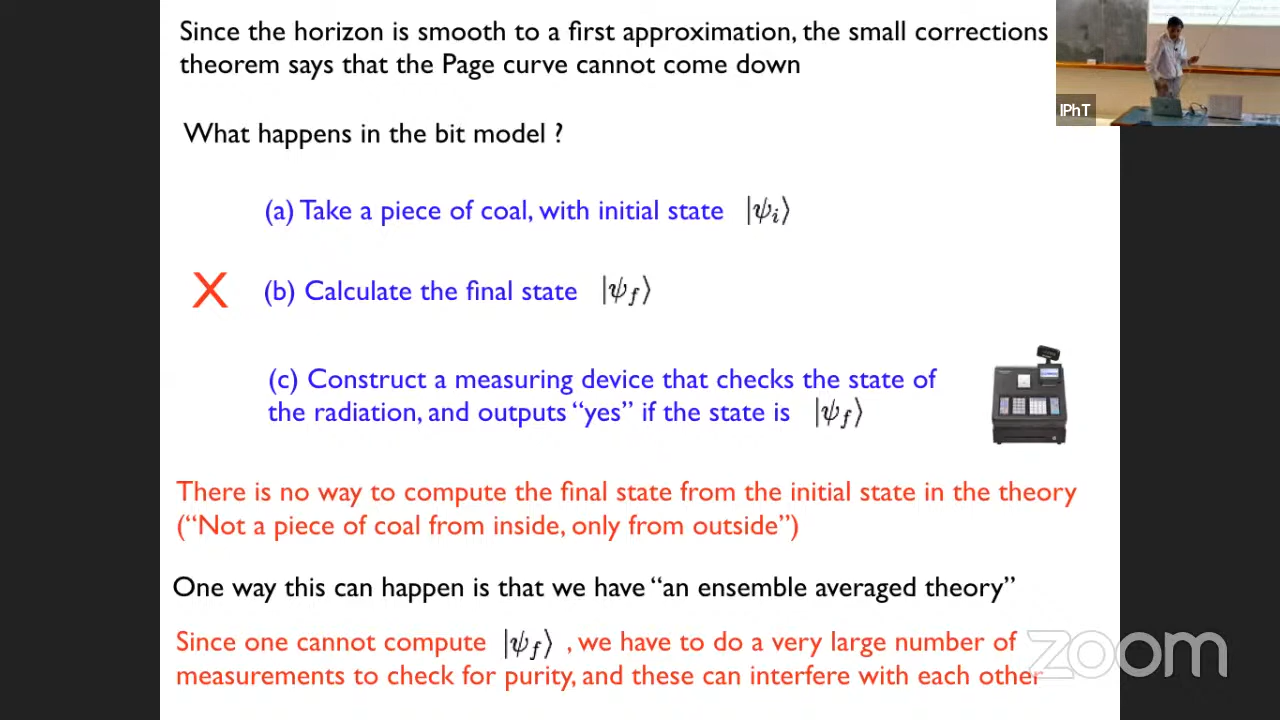 Since the horizon is smooth to a first approximation, the small corrections
theorem says that the Page curve cannot come down
IPhT
What happens in the bit model ?
(a) Take a piece of coal, with initial state |ψi⟩
X (b) Calculate the final state |ψf⟩
(c) Construct a measuring device that checks the state of
the radiation, and outputs “yes” if the state is |ψf⟩
There is no way to compute the final state from the initial state in the theory
(“Not a piece of coal from inside, only from outside”)
One way this can happen is that we have “an ensemble averaged theory”
Since one cannot compute |ψf⟩ , we have to do a very large number of
measurements to check for purity, and these can interfere with each other
zoom